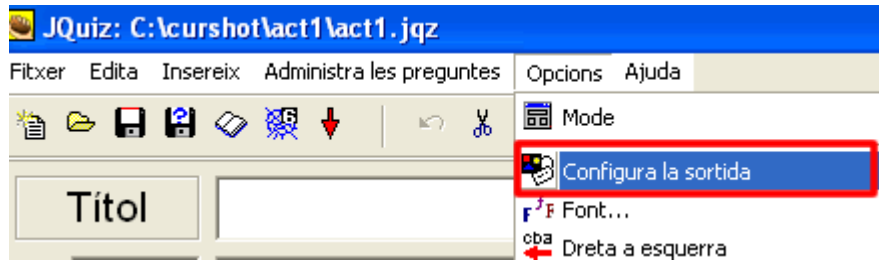 JQuiz: C:\curshot\act1\act1.jqz
Fitxer Edita Insereix Administra les preguntes Opcions Ajuda
Mode
Configura la sortida
Títol
Font...
Dreta a esquerra